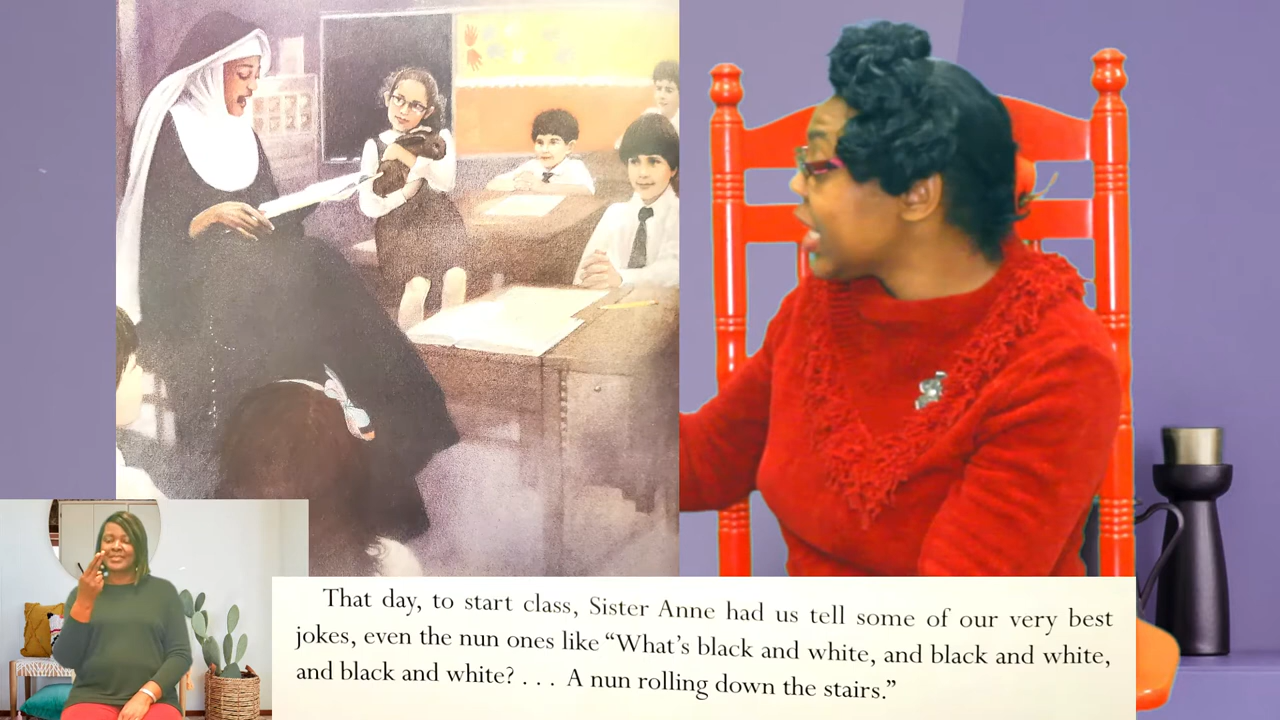 That day, to start class, Sister Anne had us tell some of our very best
jokes, even the nun ones like “What’s black and white, and black and white,
and black and white? . . . A nun rolling down the stairs.”